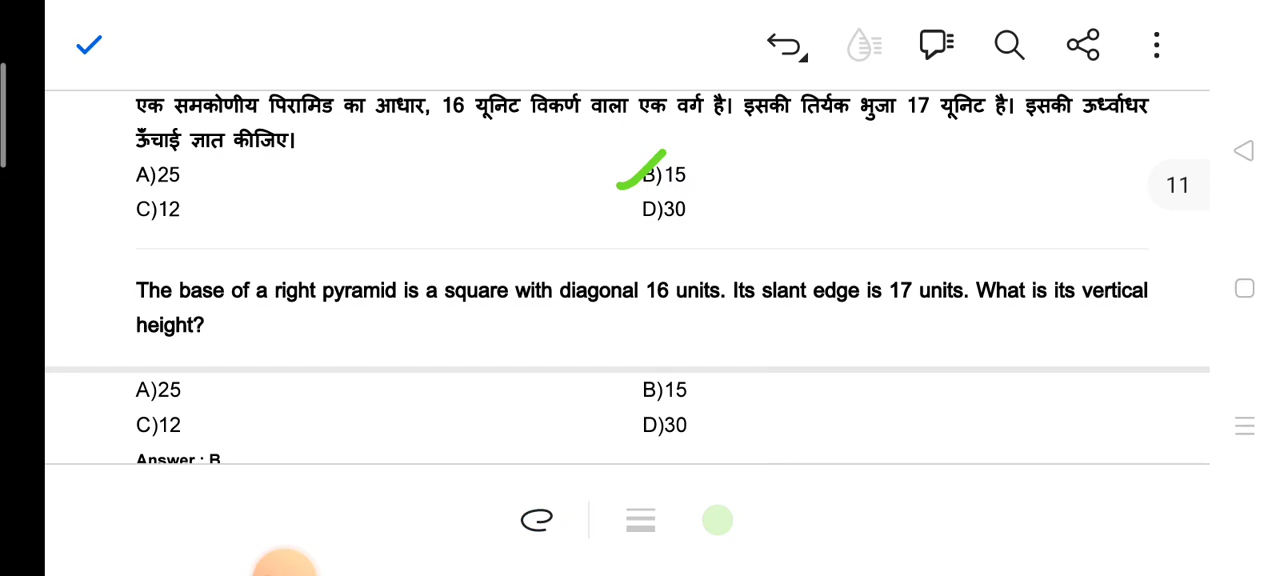 एक समकोणीय पिरामिड का आधार, 16 यूनिट विकर्ण वाला एक वर्ग है। इसकी तिर्यक भुजा 17 यूनिट है। इसकी ऊर्ध्वाधर
ऊँचाई ज्ञात कीजिए।
A)25 B)15
11
C)12 D)30
The base of a right pyramid is a square with diagonal 16 units. Its slant edge is 17 units. What is its vertical
height?
A)25 B)15
C)12 D)30
Answer : B